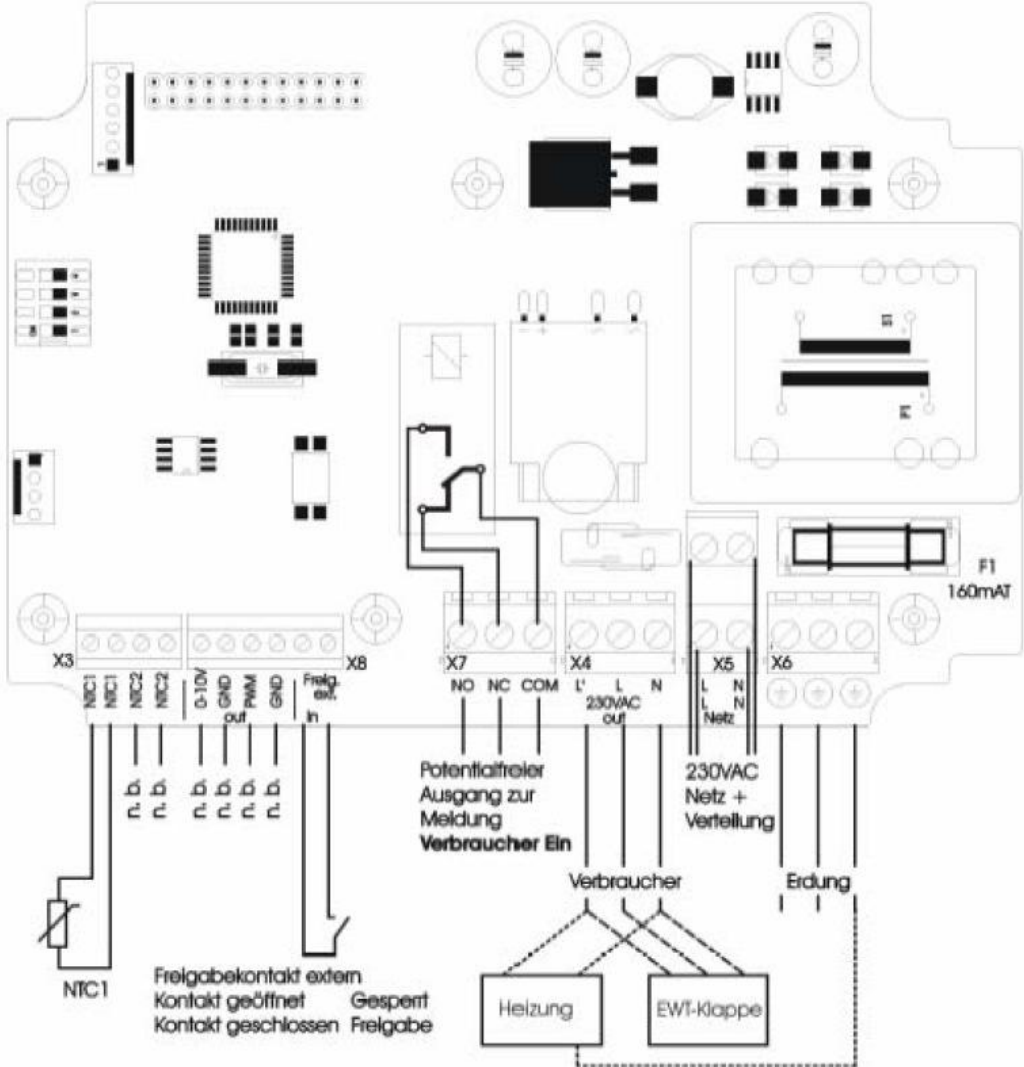 S1
P1
F1
160mAT
X3
X8
X7
X4
X5
X6
NTC1
NTC1
NTC2
NTC2
0-10V
GND
PWM
GND
out
Freig.
ext.
In
NO NC COM
L' L N
230VAC
out
L N
L N
Netz
n. b.
n. b.
n. b.
n. b.
n. b.
n. b.
Potentialfreier
Ausgang zur
Meldung
Verbraucher Ein
230VAC
Netz +
Verteilung
Verbraucher
Erdung
NTC1
Freigabekontakt extern
Kontakt geöffnet Gesperrt
Kontakt geschlossen Freigabe
Heizung
EWT-Klappe